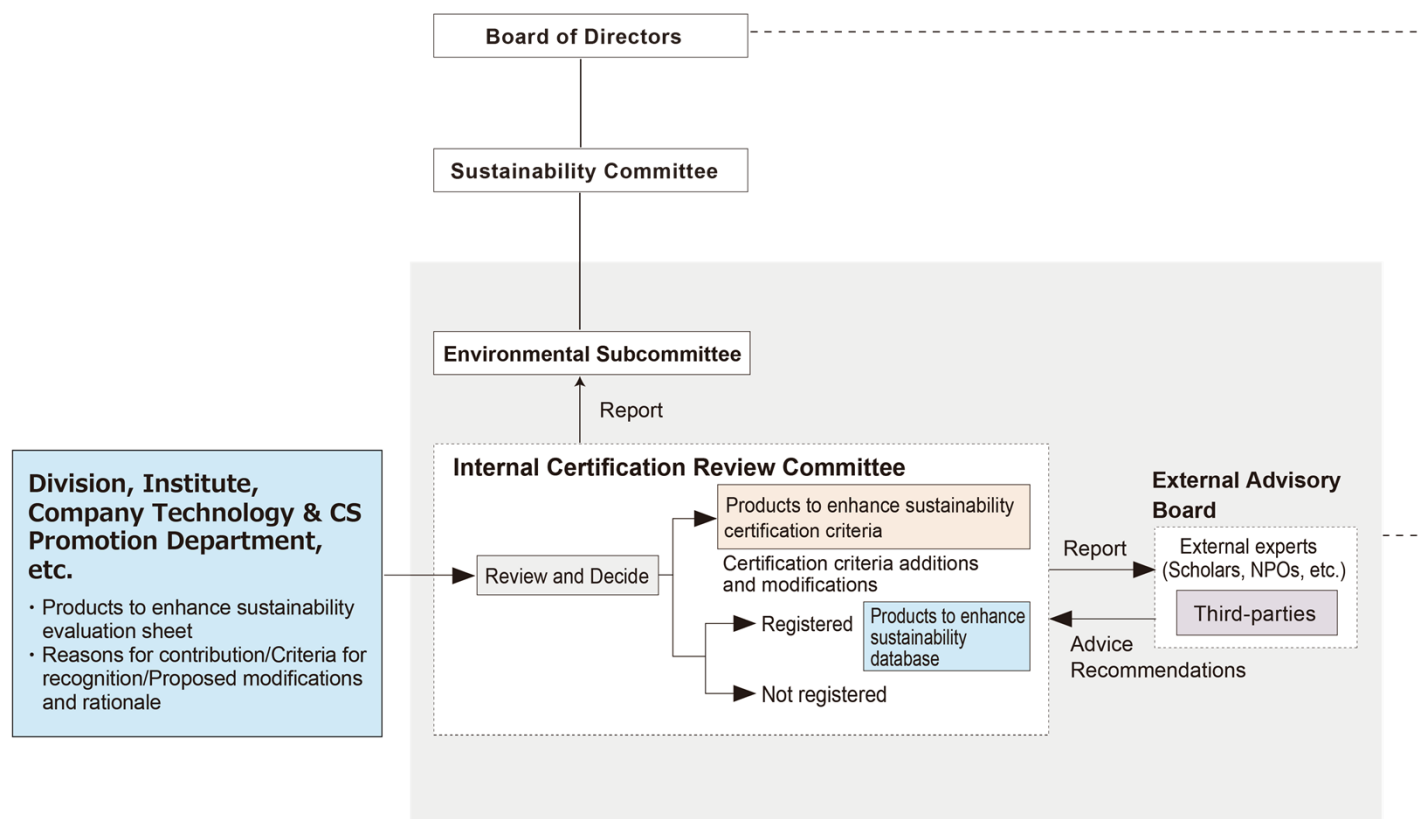 Board of Directors
Sustainability Committee
Environmental Subcommittee
Report
Division, Institute,
Company Technology & CS
Promotion Department,
etc.
・Products to enhance sustainability
evaluation sheet
・Reasons for contribution/Criteria for
recognition/Proposed modifications
and rationale
Internal Certification Review Committee
Review and Decide
Products to enhance sustainability
certification criteria
Certification criteria additions
and modifications
Registered
Products to enhance
sustainability
database
Not registered
Report
Advice
Recommendations
External Advisory
Board
External experts
(Scholars, NPOs, etc.)
Third-parties